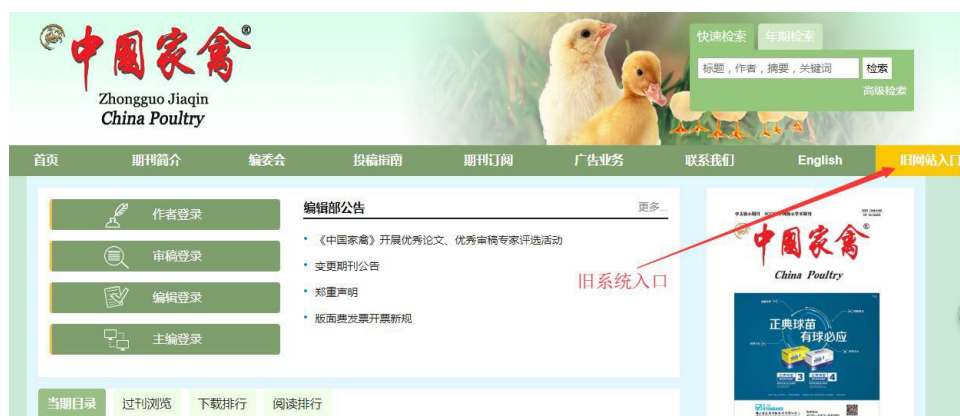 中国家禽®
Zhongguo Jiaqin
China Poultry
快速检索 年期检索
标题，作者，摘要，关键词 检索
高级检索
首页 期刊简介 编委会 投稿指南 期刊订阅 广告业务 联系我们 English 旧网站入口
作者登录
审稿登录
编辑登录
主编登录
编辑部公告 更多...
《中国家禽》开展优秀论文、优秀审稿专家评选活动
变更期刊公告
郑重声明
版面费发票开票新规
旧系统入口
中国家禽®
China Poultry
正典球苗
有球必应
3 4
当期目录 过刊浏览 下载排行 阅读排行